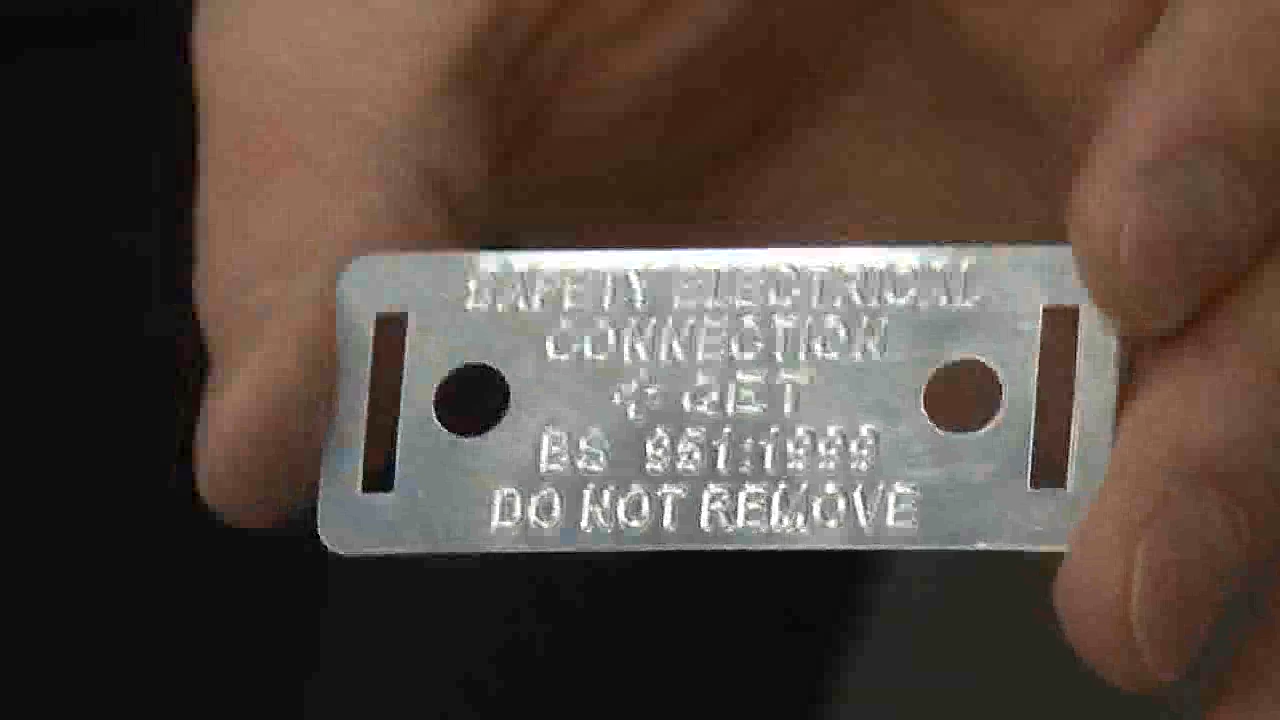 SAFETY ELECTRICAL
CONNECTION
BS 951:1999
DO NOT REMOVE